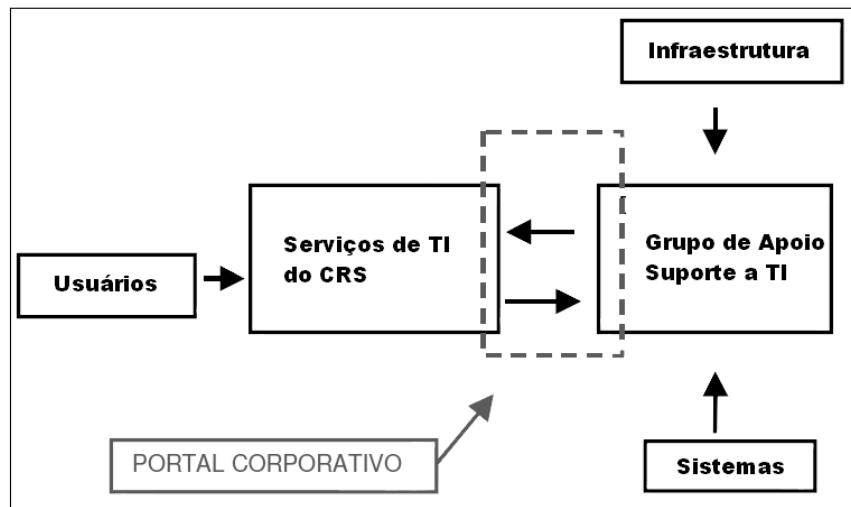 Infraestrutura
Serviços de TI
do CRS
Grupo de Apoio
Suporte a TI
Usuários
PORTAL CORPORATIVO
Sistemas